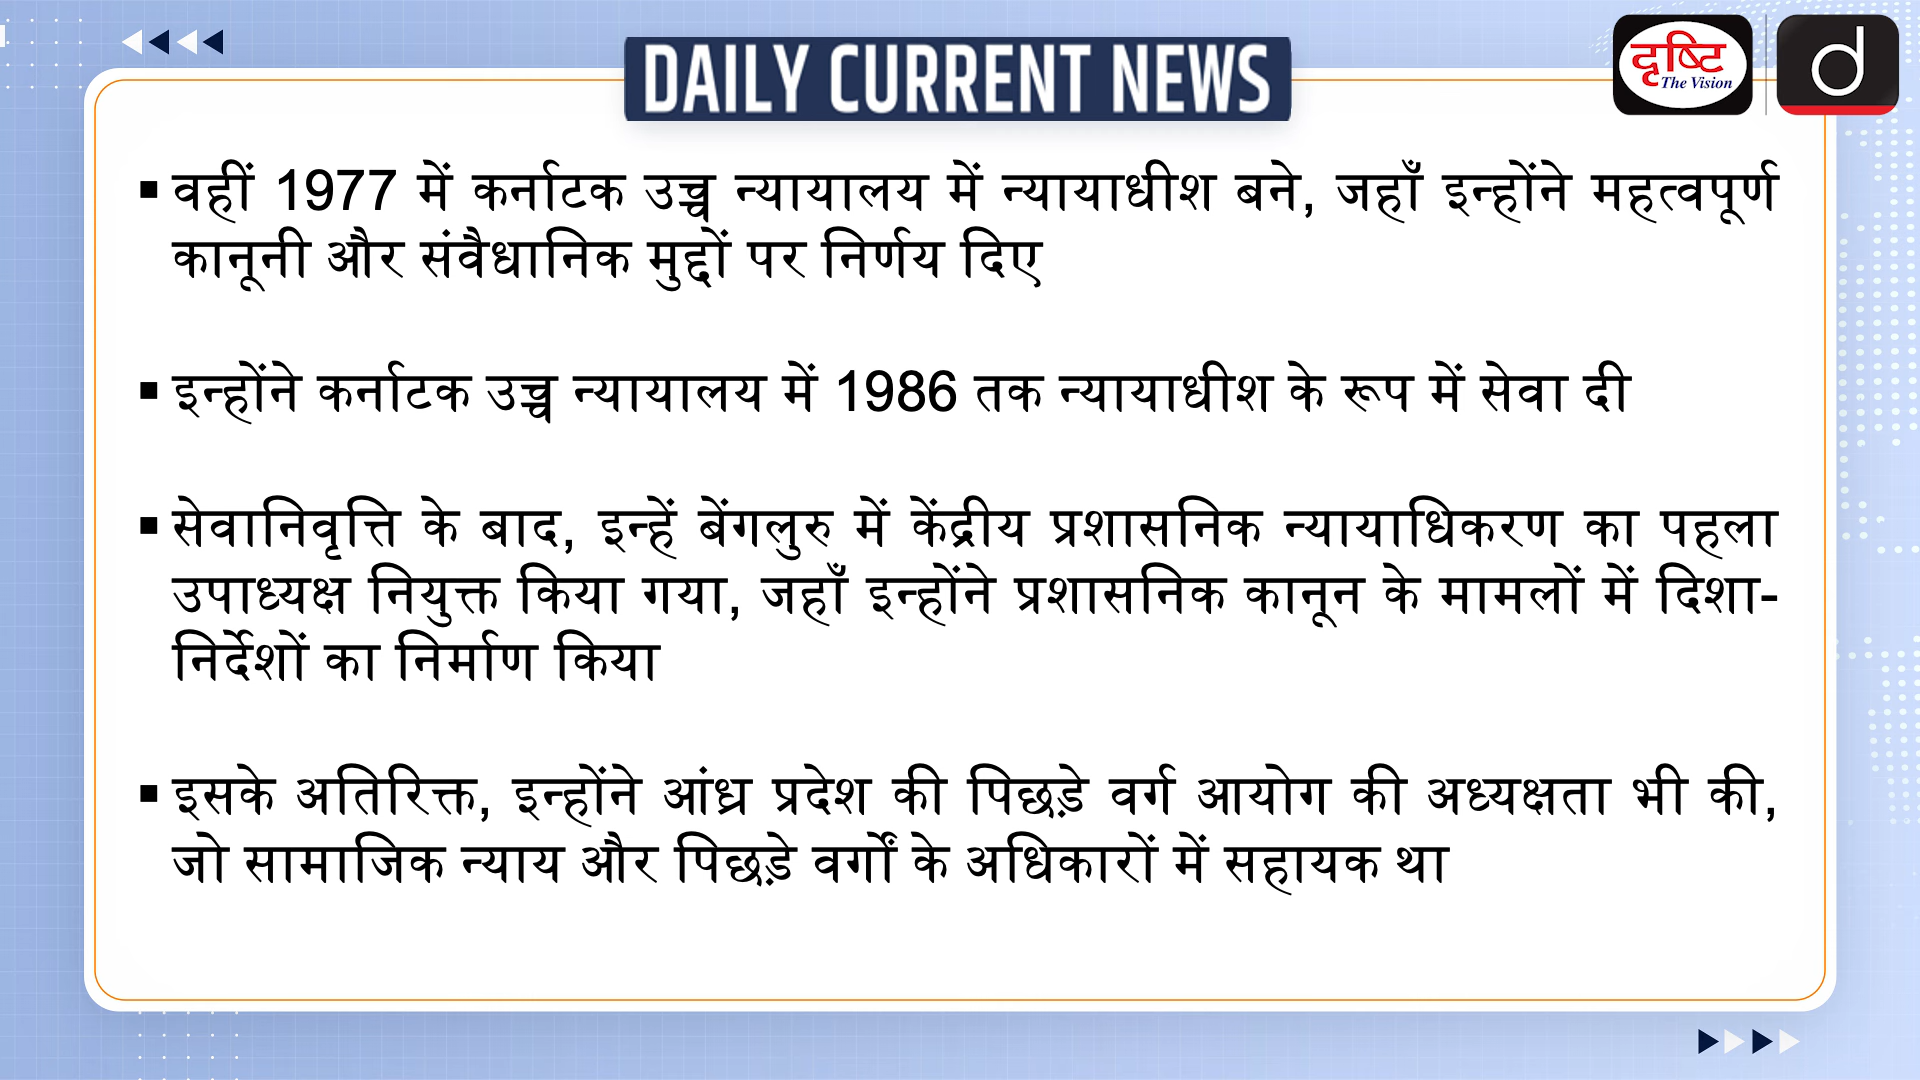 DAILY CURRENT NEWS
दृष्टि
The Vision
d
▪ वहीं 1977 में कर्नाटक उच्च न्यायालय में न्यायाधीश बने, जहाँ इन्होंने महत्वपूर्ण
कानूनी और संवैधानिक मुद्दों पर निर्णय दिए
▪ इन्होंने कर्नाटक उच्च न्यायालय में 1986 तक न्यायाधीश के रूप में सेवा दी
▪ सेवानिवृत्ति के बाद, इन्हें बेंगलुरु में केंद्रीय प्रशासनिक न्यायाधिकरण का पहला
उपाध्यक्ष नियुक्त किया गया, जहाँ इन्होंने प्रशासनिक कानून के मामलों में दिशा-
निर्देशों का निर्माण किया
▪ इसके अतिरिक्त, इन्होंने आंध्र प्रदेश की पिछड़े वर्ग आयोग की अध्यक्षता भी की,
जो सामाजिक न्याय और पिछड़े वर्गों के अधिकारों में सहायक था